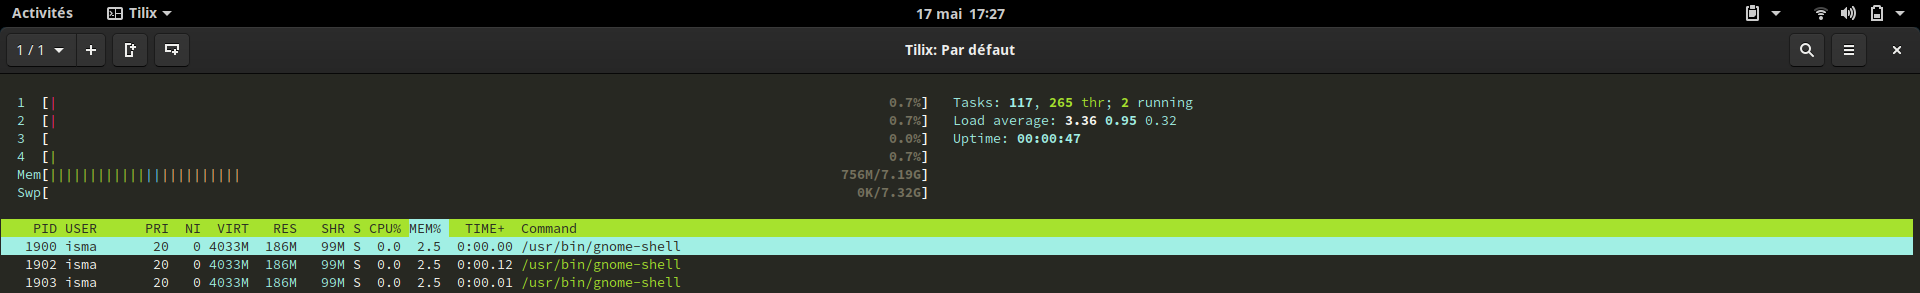 Activités Tilix 17 mai 17:27
1 / 1 Tilix: Par défaut
1 [| 0.7%] Tasks: 117, 265 thr; 2 running
2 [| 0.7%] Load average: 3.36 0.95 0.32
3 [ 0.0%] Uptime: 00:00:47
4 [| 0.7%]
Mem[|||||||||||||||||||||||| 756M/7.19G]
Swp[ 0K/7.32G]
PID USER PRI NI VIRT RES SHR S CPU% MEM% TIME+ Command
1900 isma 20 0 4033M 186M 99M S 0.0 2.5 0:00.00 /usr/bin/gnome-shell
1902 isma 20 0 4033M 186M 99M S 0.0 2.5 0:00.12 /usr/bin/gnome-shell
1903 isma 20 0 4033M 186M 99M S 0.0 2.5 0:00.01 /usr/bin/gnome-shell